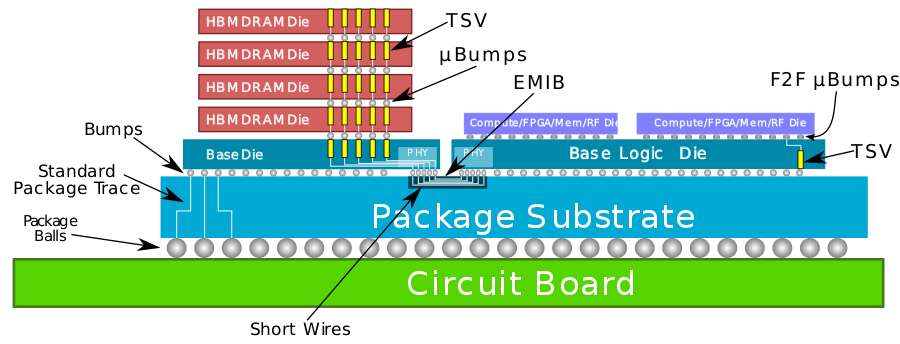 HBM DRAM Die
TSV
HBM DRAM Die
µBumps
HBM DRAM Die
EMIB
F2F µBumps
HBM DRAM Die
Compute/FPGA/Mem/RF Die
Compute/FPGA/Mem/RF Die
Bumps
Base Die
PHY
PHY
Base Logic Die
TSV
Standard
Package Trace
Package Substrate
Package
Balls
Circuit Board
Short Wires